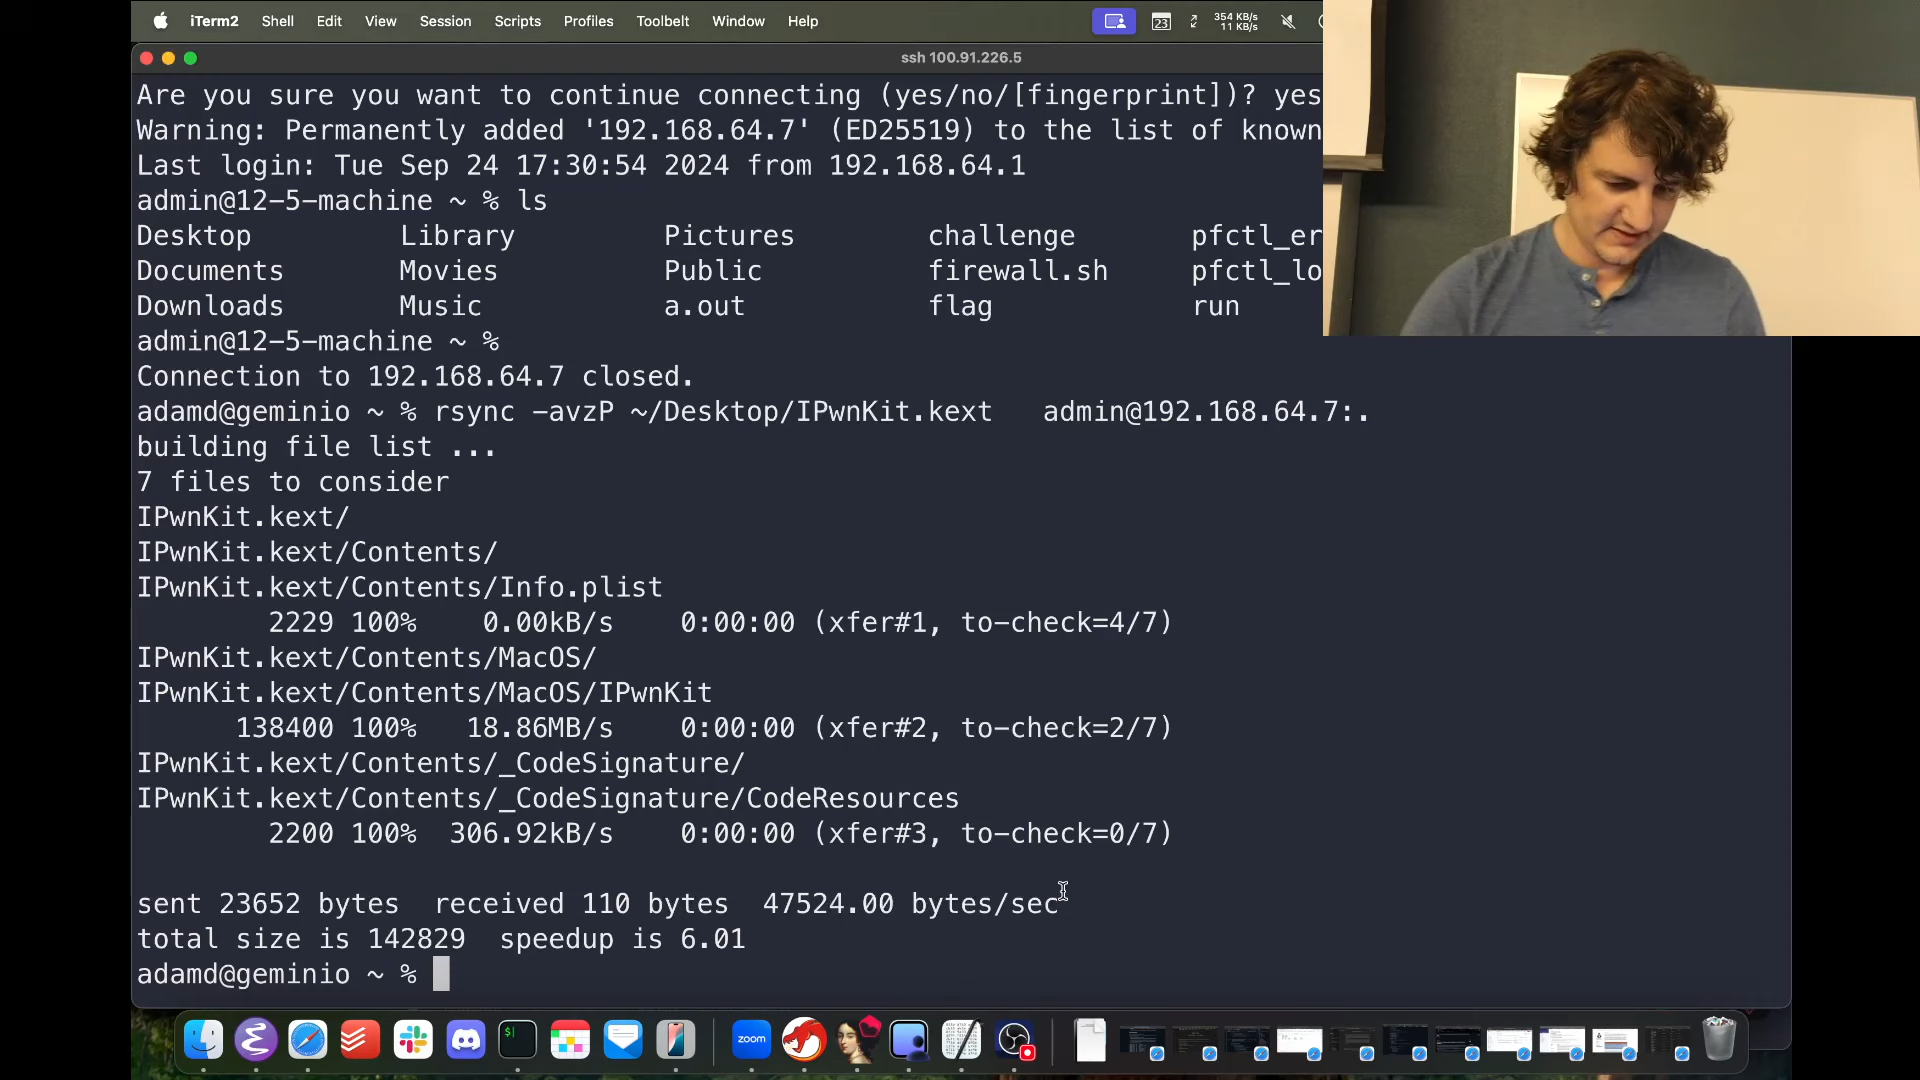 iTerm2 Shell Edit View Session Scripts Profiles Toolbelt Window Help 23 354 KB/s 11 KB/s
ssh 100.91.226.5
Are you sure you want to continue connecting (yes/no/[fingerprint])? yes
Warning: Permanently added '192.168.64.7' (ED25519) to the list of known
Last login: Tue Sep 24 17:30:54 2024 from 192.168.64.1
admin@12-5-machine ~ % ls
Desktop Library Pictures challenge pfctl_er
Documents Movies Public firewall.sh pfctl_lo
Downloads Music a.out flag run
admin@12-5-machine ~ %
Connection to 192.168.64.7 closed.
adamd@geminio ~ % rsync -avzP ~/Desktop/IPwnKit.kext admin@192.168.64.7:.
building file list ...
7 files to consider
IPwnKit.kext/
IPwnKit.kext/Contents/
IPwnKit.kext/Contents/Info.plist
2229 100% 0.00kB/s 0:00:00 (xfer#1, to-check=4/7)
IPwnKit.kext/Contents/MacOS/
IPwnKit.kext/Contents/MacOS/IPwnKit
138400 100% 18.86MB/s 0:00:00 (xfer#2, to-check=2/7)
IPwnKit.kext/Contents/_CodeSignature/
IPwnKit.kext/Contents/_CodeSignature/CodeResources
2200 100% 306.92kB/s 0:00:00 (xfer#3, to-check=0/7)
sent 23652 bytes received 110 bytes 47524.00 bytes/sec
total size is 142829 speedup is 6.01
adamd@geminio ~ %
$ zoom